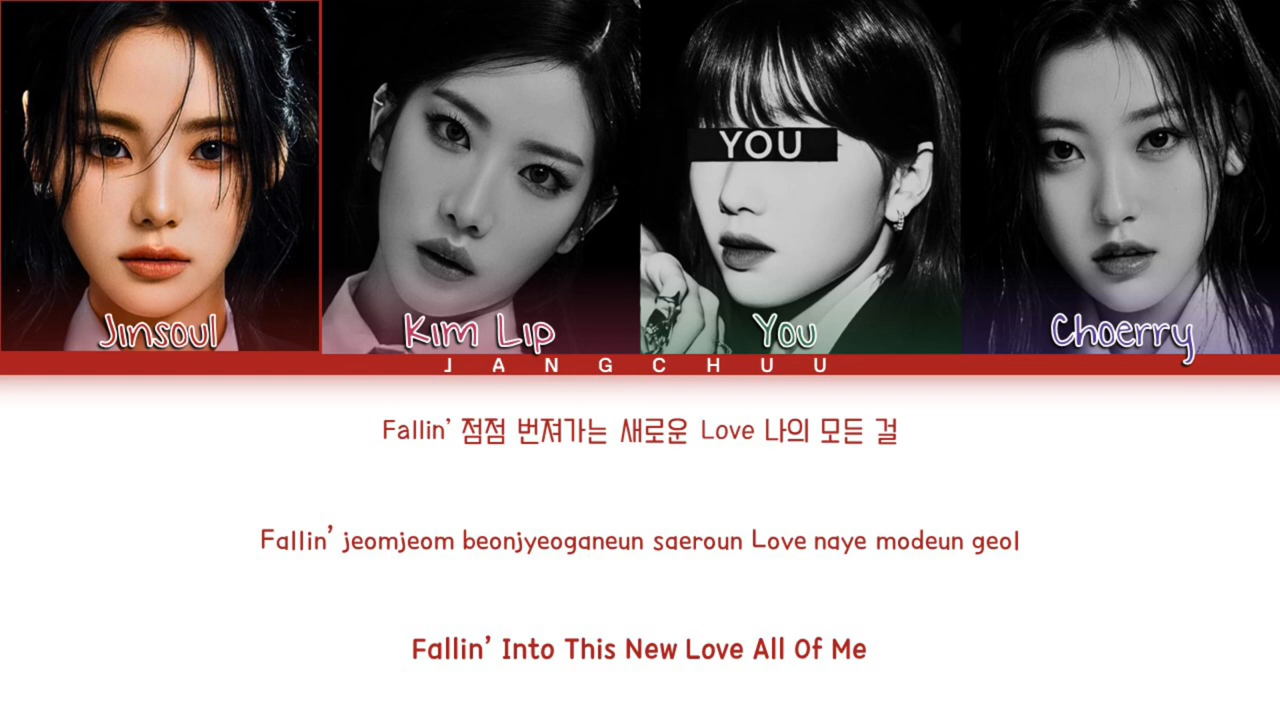 YOU
Jinsoul
Kim Lip
You
Choerry
JANGCHUU
Fallin' 점점 번져가는 새로운 Love 나의 모든 걸
Fallin' jeomjeom beonjyeoganeun saeroun Love naye modeun geol
Fallin' Into This New Love All Of Me